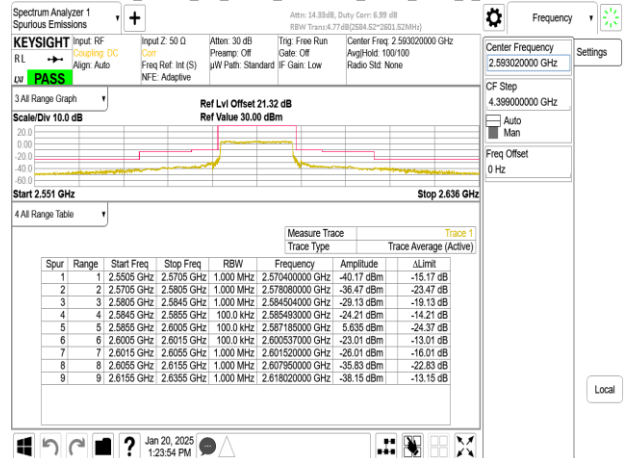 Spectrum Analyzer 1
Spurious Emissions
Attn: 14.33dB, Duty Corr: 6.99 dB
RBW Trans:4.77 dB(2584.52~2601.52MHz)
Frequency
KEYSIGHT
RL
PASS
Input: RF
Coupling: DC
Align: Auto
Input Z: 50 Ω
Corr
Freq Ref: Int (S)
NFE: Adaptive
Atten: 30 dB
Preamp: Off
µW Path: Standard
Trig: Free Run
Gate: Off
IF Gain: Low
Center Freq: 2.593020000 GHz
Avg|Hold: 100/100
Radio Std: None
Center Frequency
2.593020000 GHz
Settings
CF Step
4.399000000 GHz
Auto
Man
Freq Offset
0 Hz
3 All Range Graph
Scale/Div 10.0 dB
Ref Lvl Offset 21.32 dB
Ref Value 30.00 dBm
20.0
0.00
-20.0
-40.0
-60.0
Start 2.551 GHz
Stop 2.636 GHz
4 All Range Table
Measure Trace Trace 1
Trace Type Trace Average (Active)
Spur Range Start Freq Stop Freq RBW Frequency Amplitude ΔLimit
1 1 2.5505 GHz 2.5705 GHz 1.000 MHz 2.570400000 GHz -40.17 dBm -15.17 dB
2 2 2.5705 GHz 2.5805 GHz 1.000 MHz 2.578080000 GHz -36.47 dBm -23.47 dB
3 3 2.5805 GHz 2.5845 GHz 1.000 MHz 2.584504000 GHz -29.13 dBm -19.13 dB
4 4 2.5845 GHz 2.5855 GHz 100.0 kHz 2.585493000 GHz -24.21 dBm -14.21 dB
5 5 2.5855 GHz 2.6005 GHz 100.0 kHz 2.587185000 GHz 5.635 dBm -24.37 dB
6 6 2.6005 GHz 2.6015 GHz 100.0 kHz 2.600537000 GHz -23.01 dBm -13.01 dB
7 7 2.6015 GHz 2.6055 GHz 1.000 MHz 2.601520000 GHz -26.01 dBm -16.01 dB
8 8 2.6055 GHz 2.6155 GHz 1.000 MHz 2.607950000 GHz -35.83 dBm -22.83 dB
9 9 2.6155 GHz 2.6355 GHz 1.000 MHz 2.618020000 GHz -38.15 dBm -13.15 dB
Local
Jan 20, 2025
1:23:54 PM